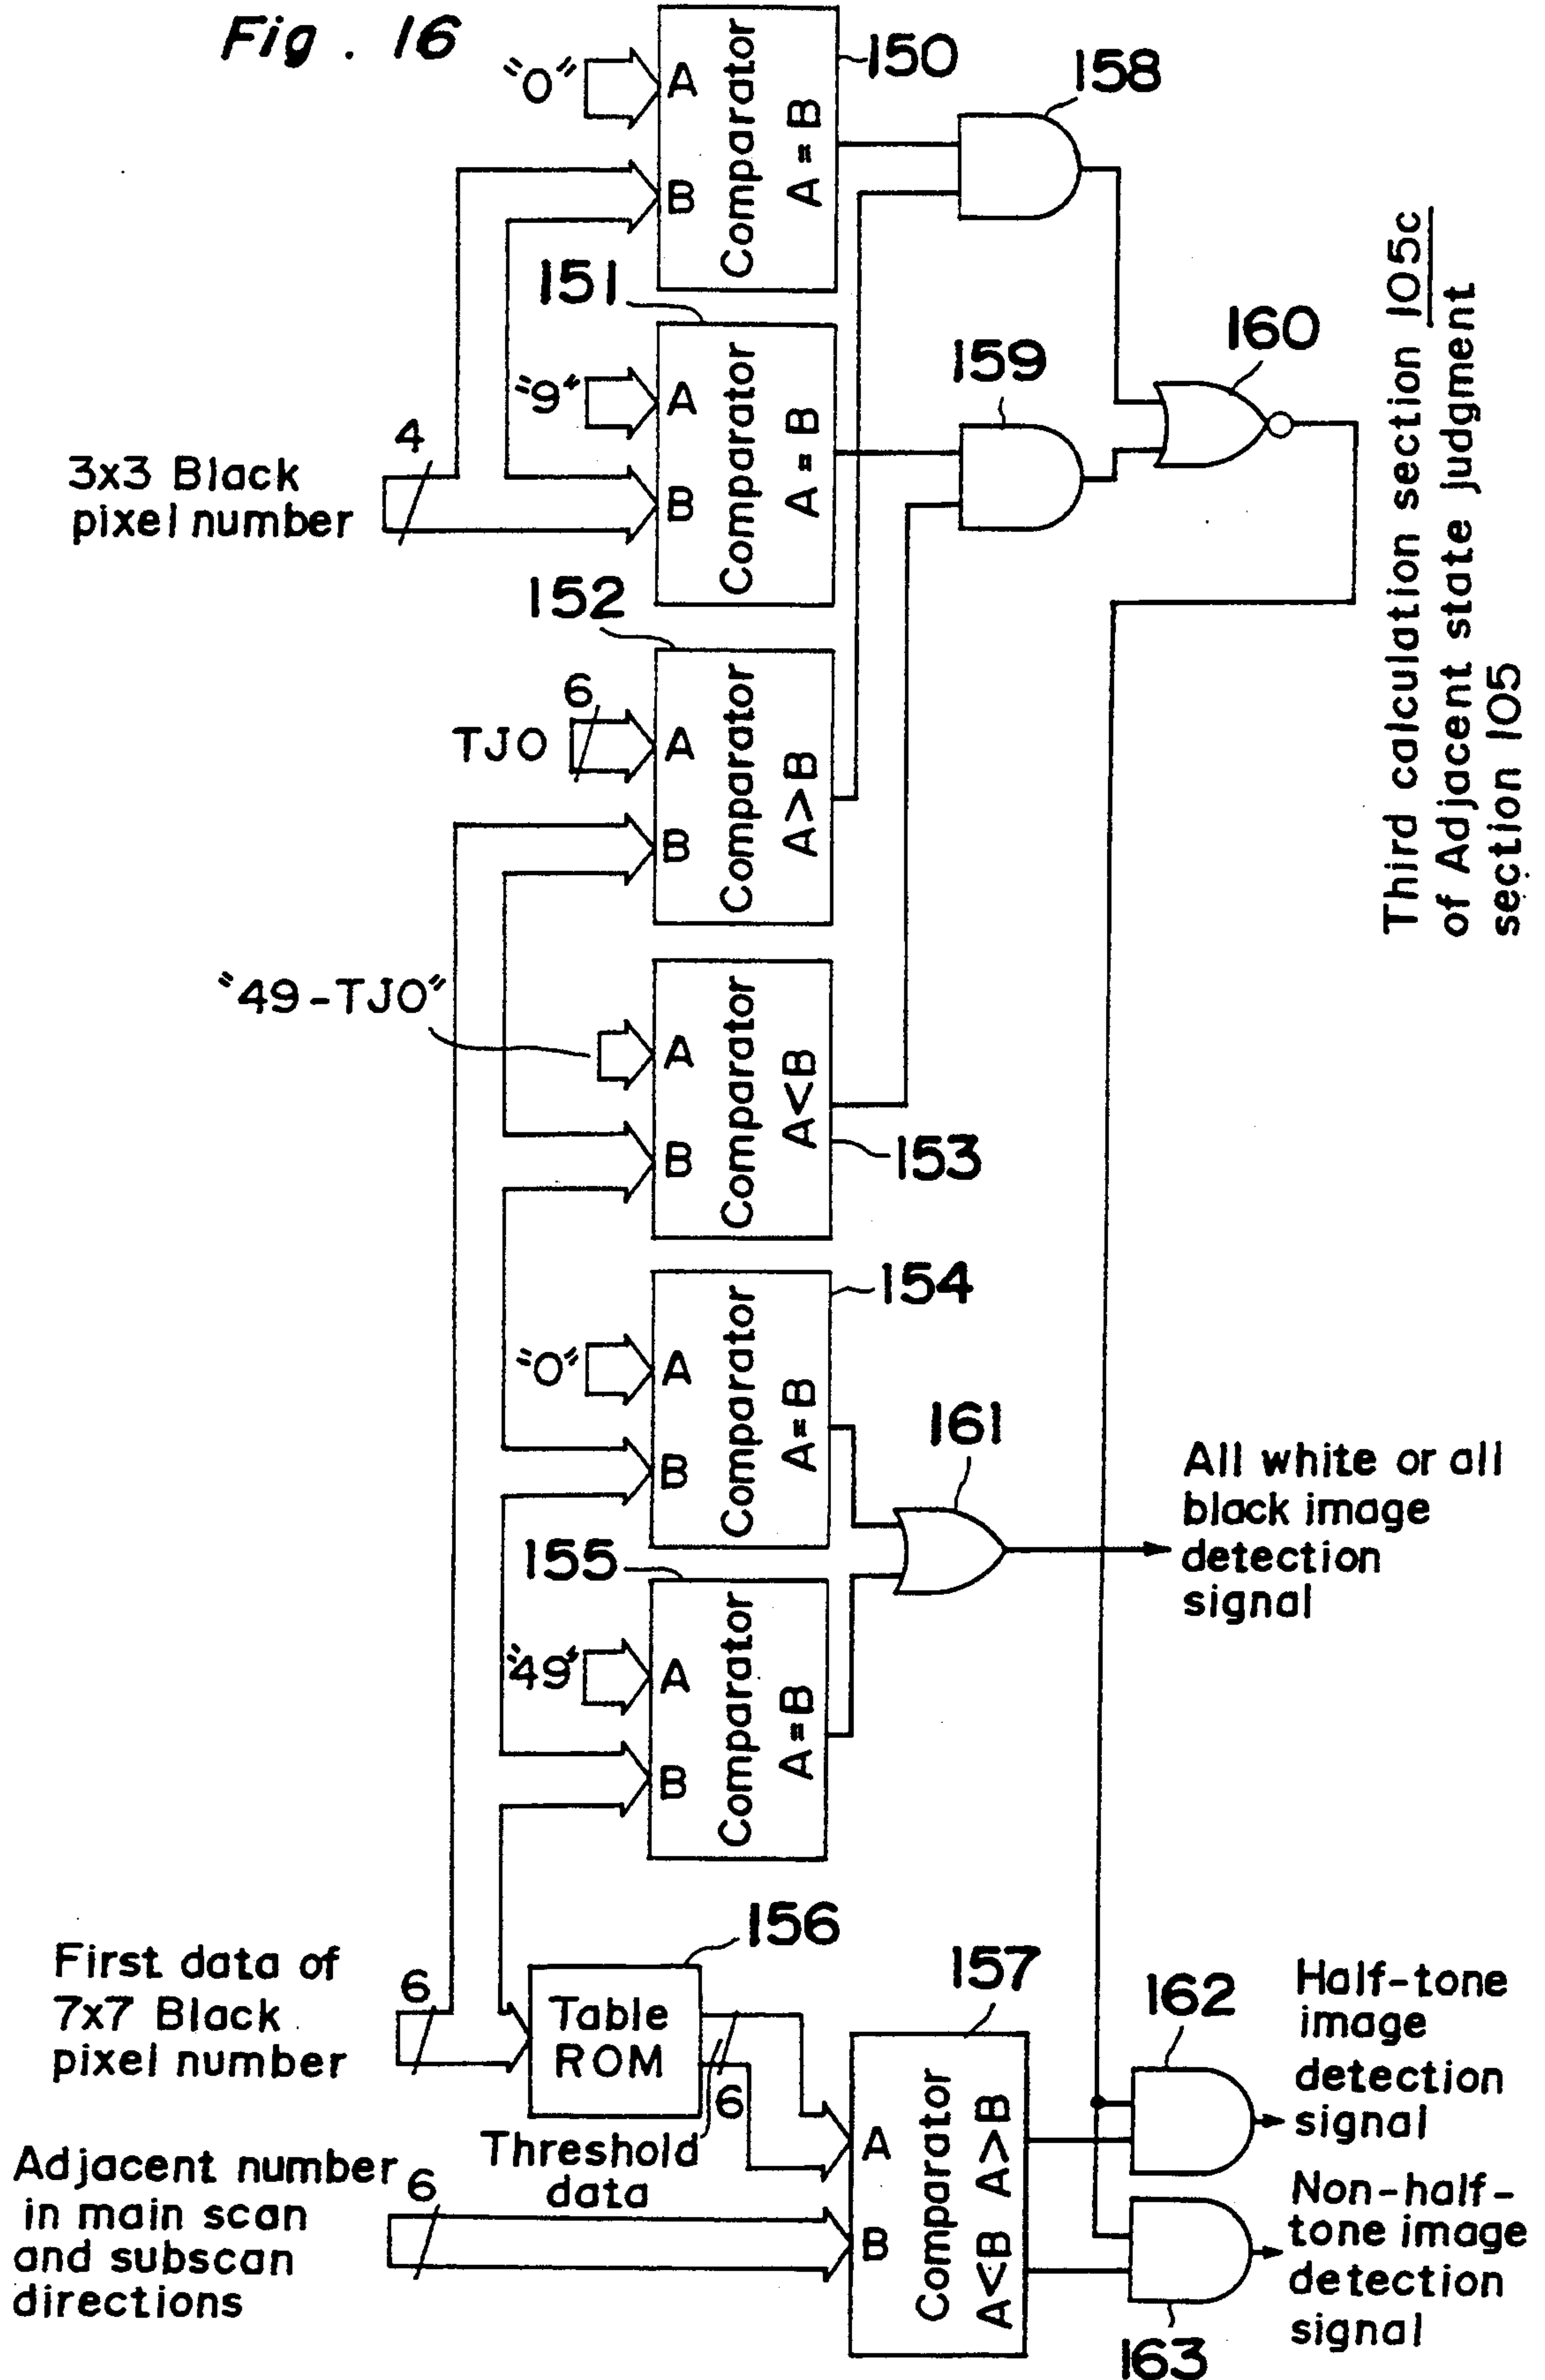 Fig. 16
"0"
A
B
Comparator
A = B
150
158
151
"9"
A
B
Comparator
A = B
159
160
4
3x3 Black
pixel number
152
6
TJ0
A
B
Comparator
A>B
Third calculation section 105c
of Adjacent state judgment
section 105
"49-TJ0"
A
B
Comparator
A<B
153
154
"0"
A
B
Comparator
A=B
161
All white or all
black image
detection
signal
155
"49"
A
B
Comparator
A=B
156
First data of
7x7 Black
pixel number
6
Table
ROM
6
Threshold
data
157
A
B
Comparator
A<B A>B
162
Half-tone
image
detection
signal
Adjacent number
in main scan
and subscan
directions
6
Non-half-
tone image
detection
signal
163